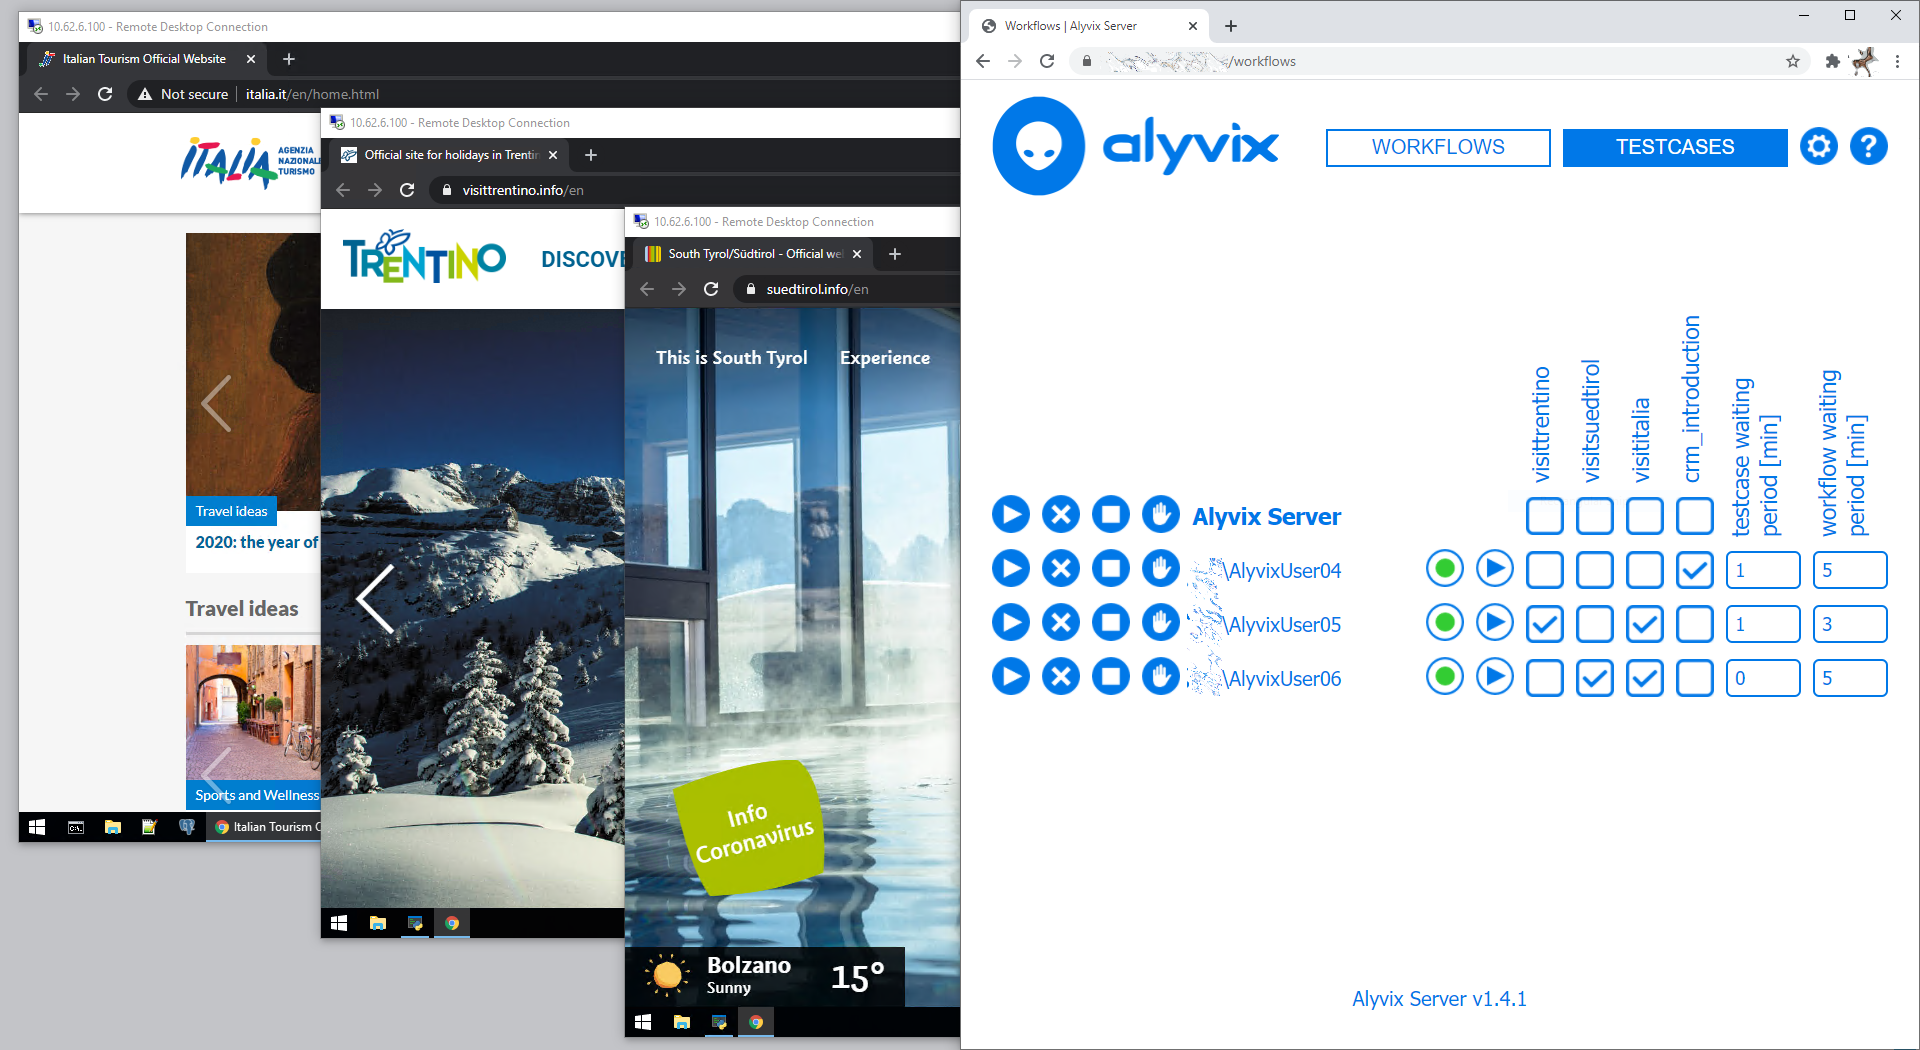 10.62.6.100 - Remote Desktop Connection
Italian Tourism Official Website
Not secure
italia.it/en/home.html
ITALIA
AGENZIA
NAZIONAL
TURISMO
Travel ideas
2020: the year of
Travel ideas
Sports and Wellness
Italian Tourism O
10.62.6.100 - Remote Desktop Connection
Official site for holidays in Trentin
visittrentino.info/en
TRENTINO
DISCOVE
10.62.6.100 - Remote Desktop Connection
South Tyrol/Südtirol - Official we
suedtirol.info/en
This is South Tyrol
Experience
Info
Coronavirus
Bolzano
Sunny
15°
Workflows | Alyvix Server
/workflows
alyvix
WORKFLOWS
TESTCASES
?
visittrentino
visitsuedtirol
visititalia
crm_introduction
testcase waiting
period [min]
workflow waiting
period [min]
Alyvix Server
\AlyvixUser04
1
5
\AlyvixUser05
1
3
\AlyvixUser06
0
5
Alyvix Server v1.4.1